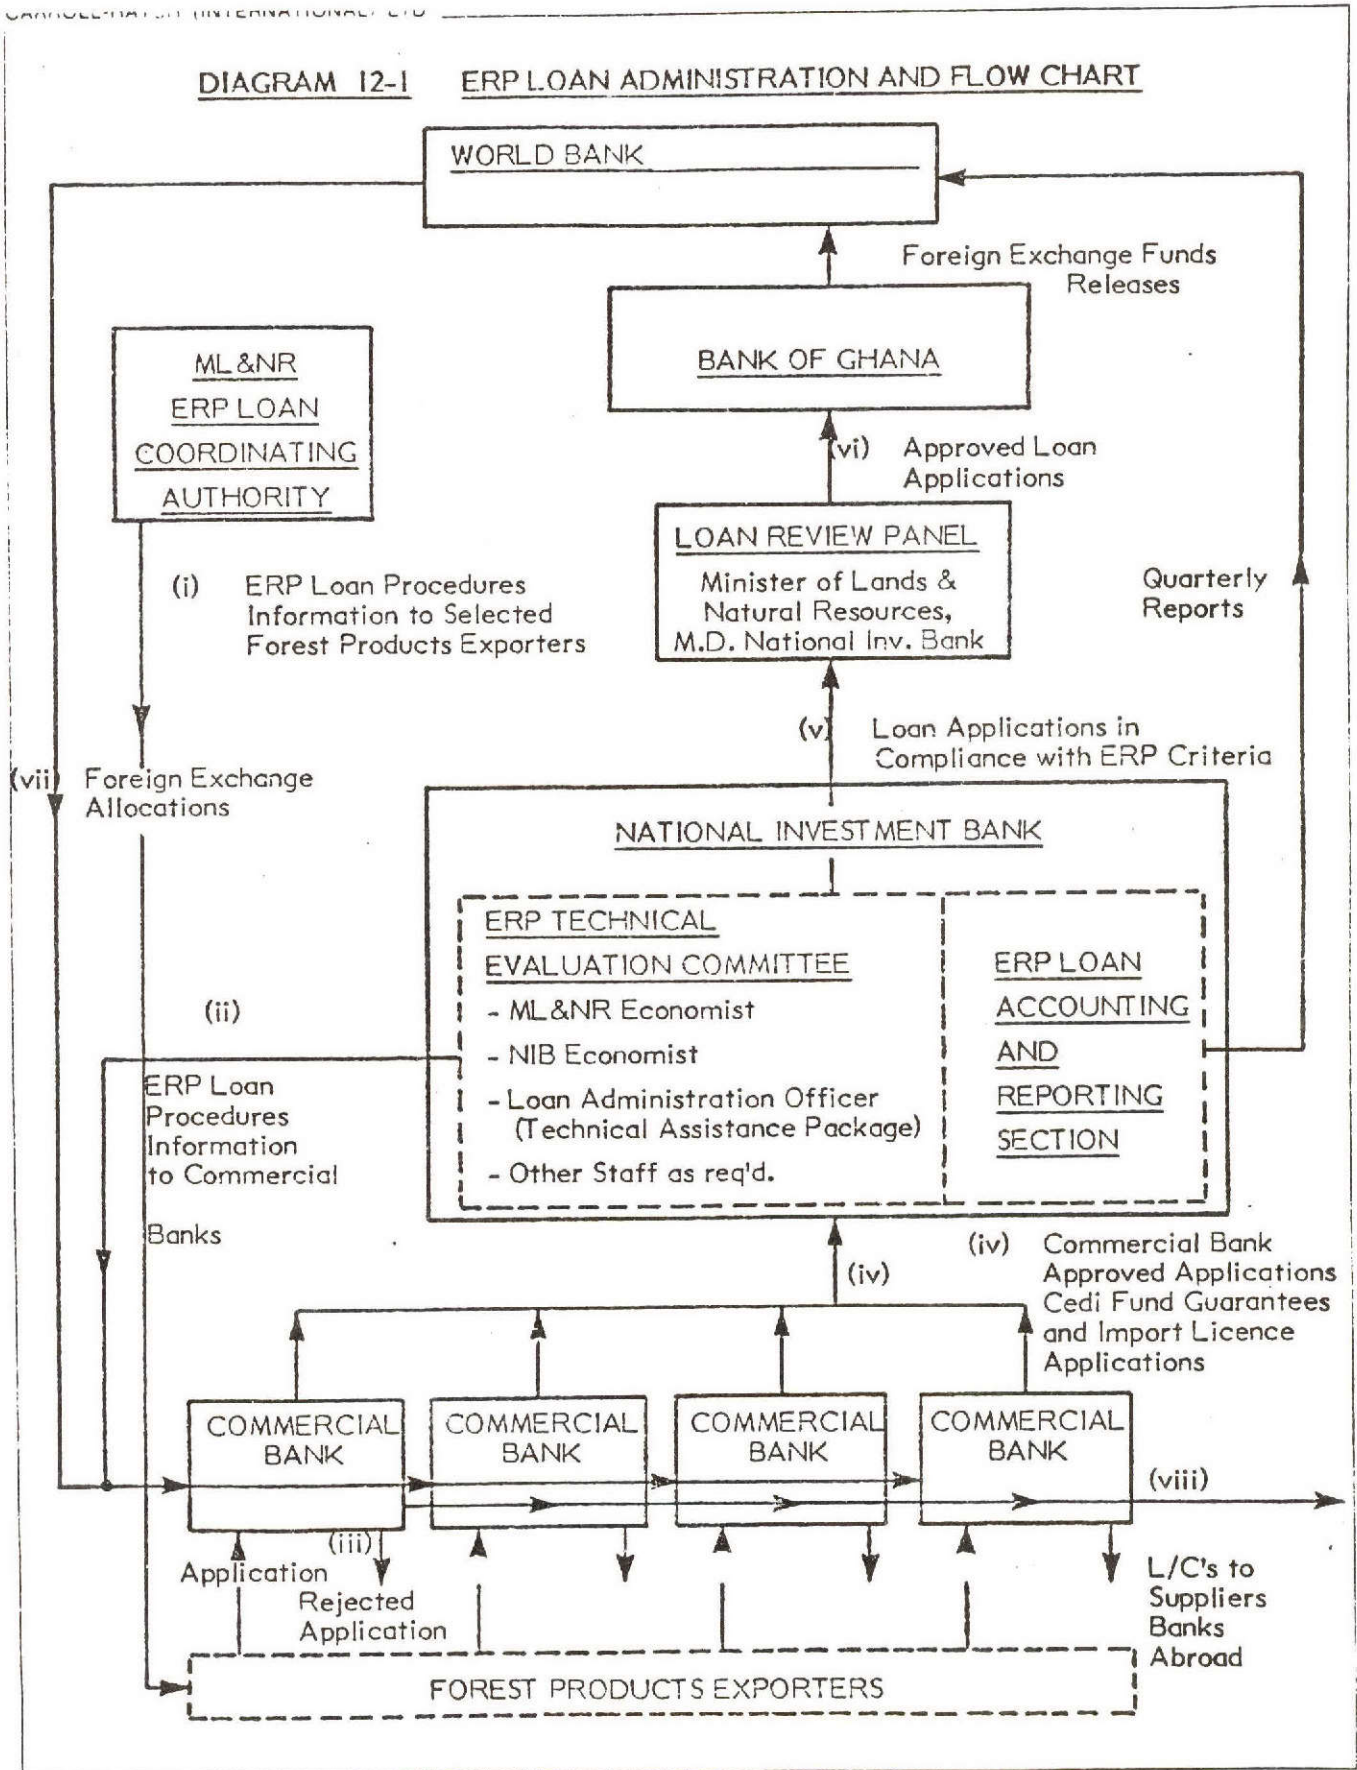 (INTERNATIONAL) LTD
DIAGRAM 12-1 ERP LOAN ADMINISTRATION AND FLOW CHART
WORLD BANK
Foreign Exchange Funds
Releases
BANK OF GHANA
ML&NR
ERP LOAN
COORDINATING
AUTHORITY
(vi) Approved Loan
Applications
LOAN REVIEW PANEL
Minister of Lands &
Natural Resources,
M.D. National Inv. Bank
(i) ERP Loan Procedures
Information to Selected
Forest Products Exporters
Quarterly
Reports
(v) Loan Applications in
Compliance with ERP Criteria
(vii) Foreign Exchange
Allocations
NATIONAL INVESTMENT BANK
ERP TECHNICAL
EVALUATION COMMITTEE
- ML&NR Economist
- NIB Economist
- Loan Administration Officer
(Technical Assistance Package)
- Other Staff as req'd.
ERP LOAN
ACCOUNTING
AND
REPORTING
SECTION
(ii)
ERP Loan
Procedures
Information
to Commercial
Banks
(iv)
(iv) Commercial Bank
Approved Applications
Cedi Fund Guarantees
and Import Licence
Applications
COMMERCIAL
BANK
COMMERCIAL
BANK
COMMERCIAL
BANK
COMMERCIAL
BANK
(viii)
(iii)
Application
Rejected
Application
L/C's to
Suppliers
Banks
Abroad
FOREST PRODUCTS EXPORTERS